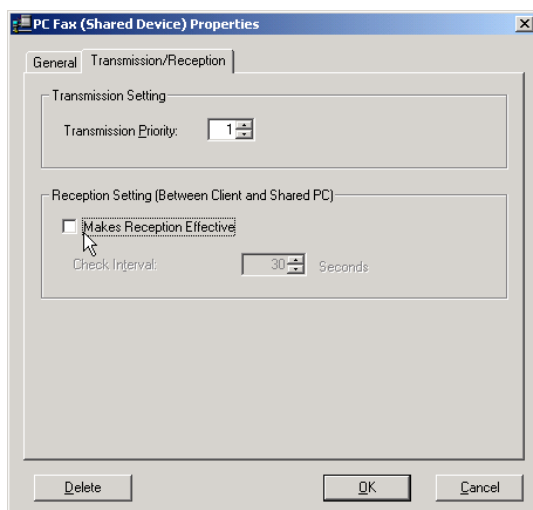 PC Fax (Shared Device) Properties
General Transmission/Reception
Transmission Setting
Transmission Priority: 1
Reception Setting (Between Client and Shared PC)
Makes Reception Effective
Check Interval: 30 Seconds
Delete OK Cancel